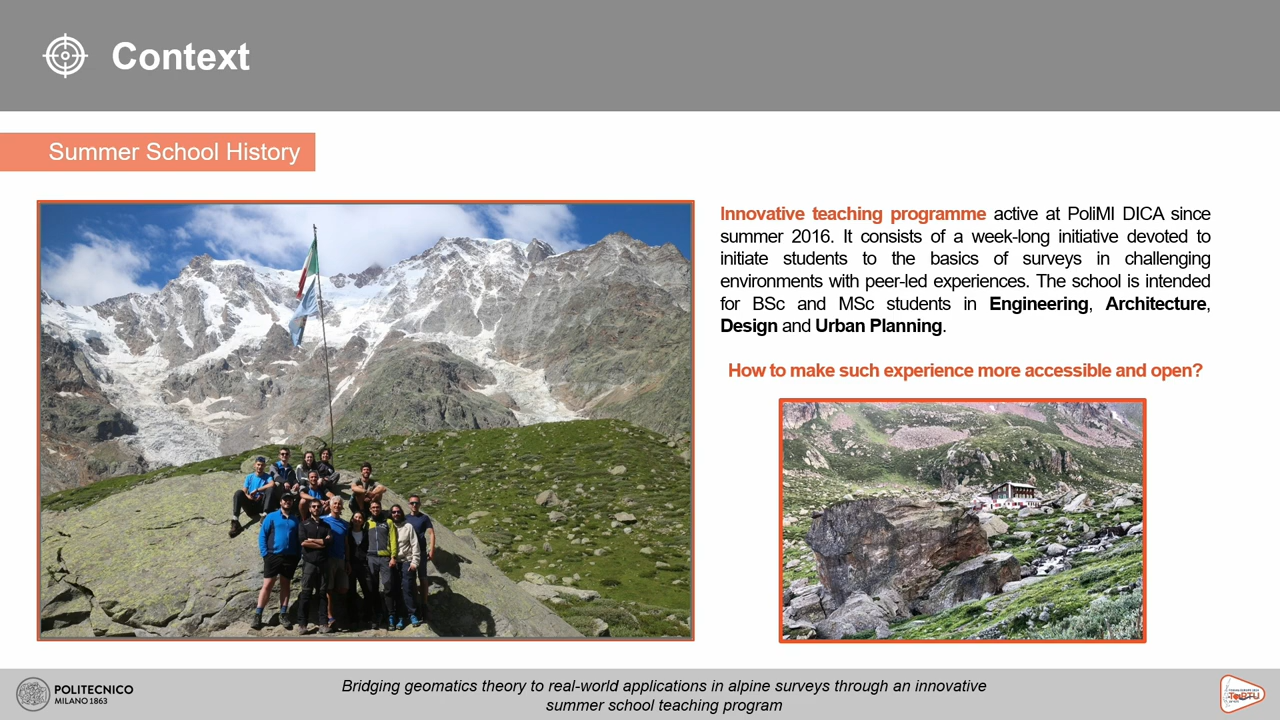 Context
Summer School History
Innovative teaching programme active at PoliMI DICA since
summer 2016. It consists of a week-long initiative devoted to
initiate students to the basics of surveys in challenging
environments with peer-led experiences. The school is intended
for BSc and MSc students in Engineering, Architecture,
Design and Urban Planning.
How to make such experience more accessible and open?
POLITECNICO
MILANO 1863
Bridging geomatics theory to real-world applications in alpine surveys through an innovative
summer school teaching program